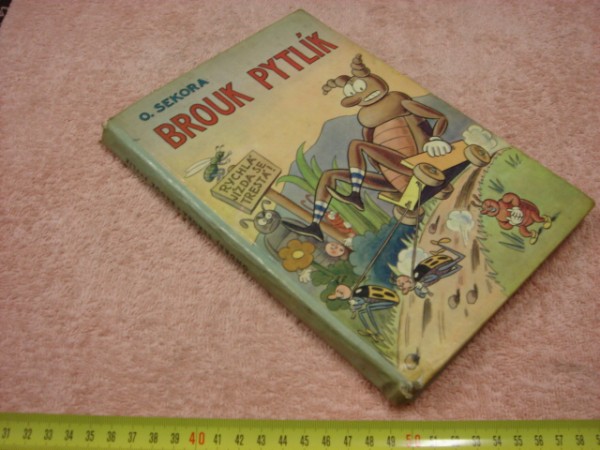 O. SEKORA
BROUK PYTLÍK
RYCHLÁ
JÍZDA SE
TRESTÁ!
31 32 33 34 35 36 37 38 39 40 41 42 43 44 45 46 47 48 49 50 51 52 53 54 55 56 57 58